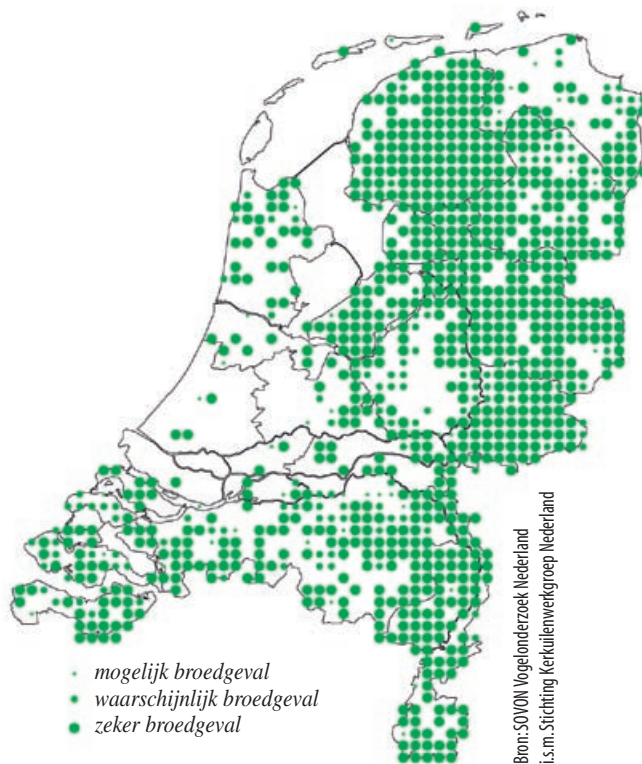 mogelijk broedgeval
waarschijnlijk broedgeval
zeker broedgeval
Bron: SOVON Vogelonderzoek Nederland
i.s.m. Stichting Kerkuilenwerkgroep Nederland